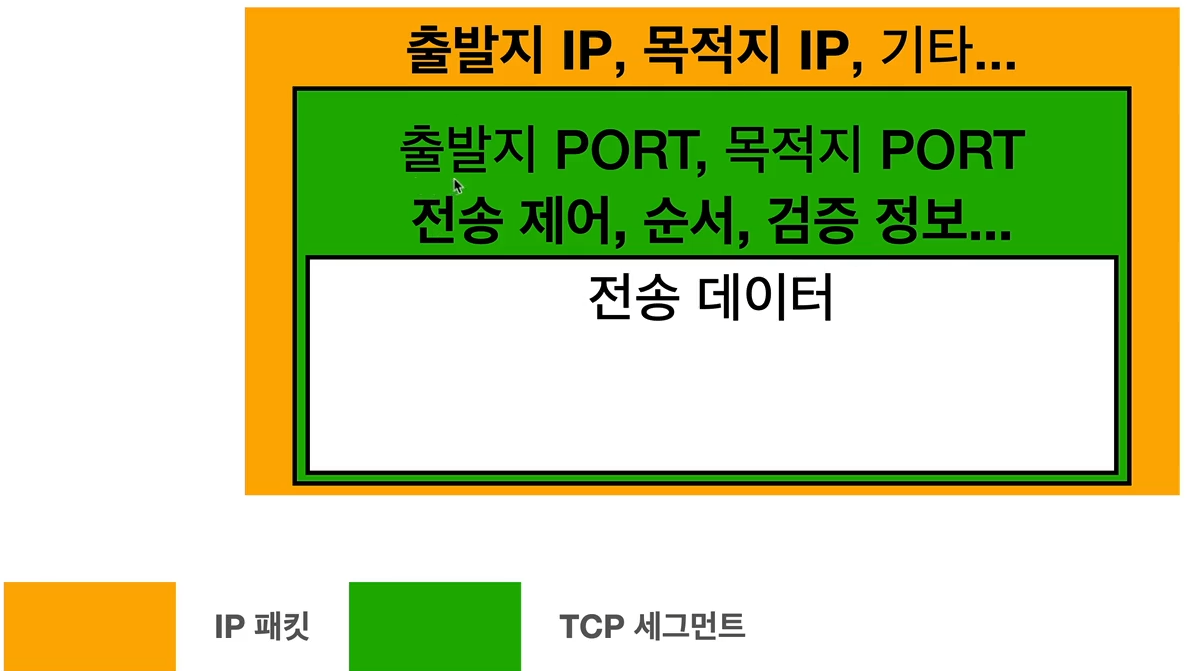 출발지 IP, 목적지 IP, 기타...
출발지 PORT, 목적지 PORT
전송 제어, 순서, 검증 정보...
전송 데이터
IP 패킷
TCP 세그먼트